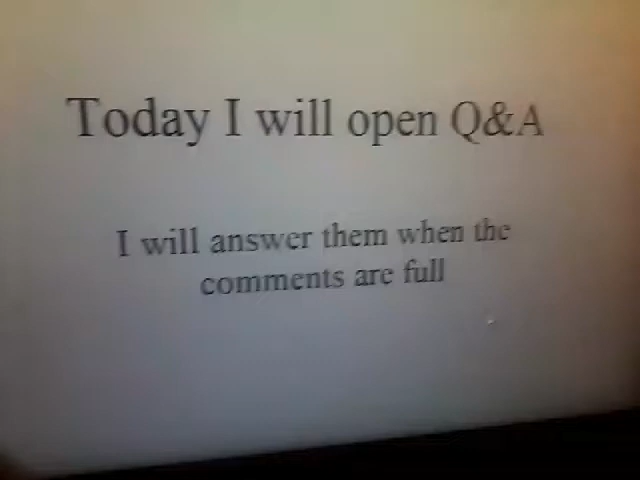 Today I will open Q&A
I will answer them when the
comments are full